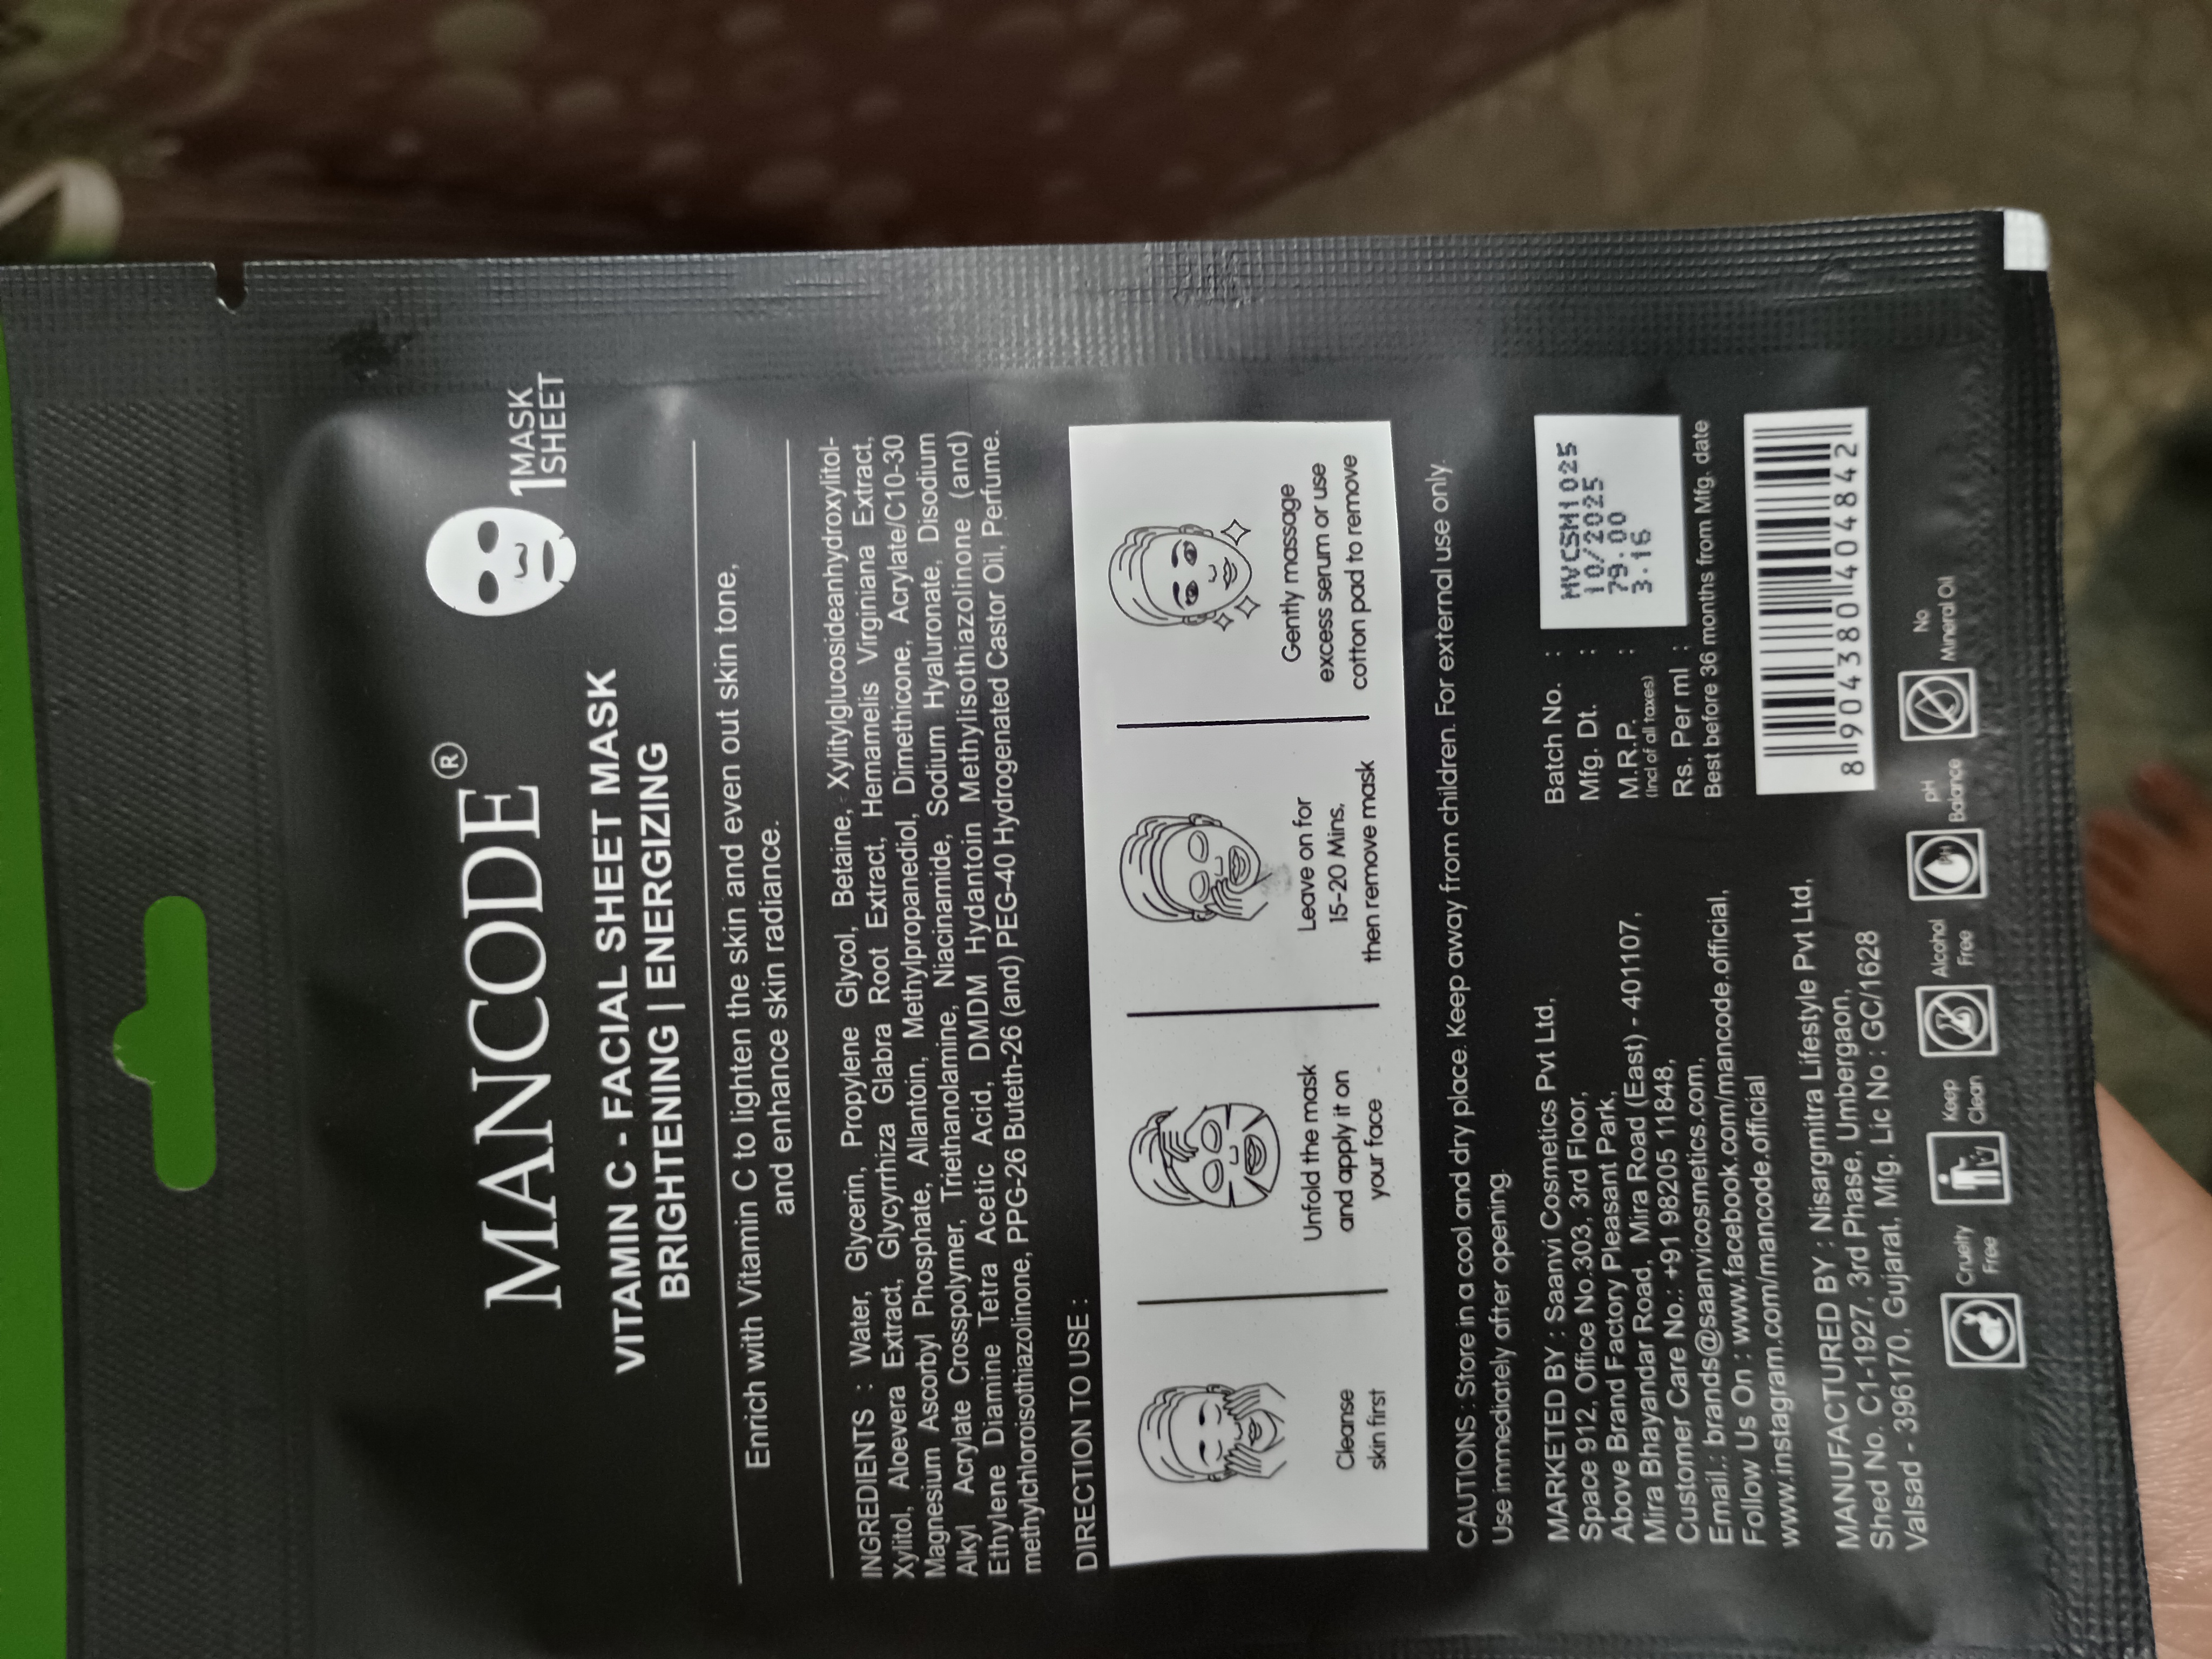 MANCODE®
1 MASK
SHEET
VITAMIN C - FACIAL SHEET MASK
BRIGHTENING | ENERGIZING
Enrich with Vitamin C to lighten the skin and even out skin tone,
and enhance skin radiance.
INGREDIENTS : Water, Glycerin, Propylene Glycol, Betaine, Xylitylglucosideanhydroxylitol-
Xylitol, Aloevera Extract, Glycyrrhiza Glabra Root Extract, Hemamelis Virginiana Extract,
Magnesium Ascorbyl Phosphate, Allantoin, Methylpropanediol, Dimethicone, Acrylate/C10-30
Alkyl Acrylate Crosspolymer, Triethanolamine, Niacinamide, Sodium Hyaluronate, Disodium
Ethylene Diamine Tetra Acetic Acid, DMDM Hydantoin Methylisothiazolinone (and)
methylchloroisothiazolinone, PPG-26 Buteth-26 (and) PEG-40 Hydrogenated Castor Oil, Perfume.
DIRECTION TO USE :
Cleanse
skin first
Unfold the mask
and apply it on
your face
Leave on for
15-20 Mins,
then remove mask
Gently massage
excess serum or use
cotton pad to remove
CAUTIONS : Store in a cool and dry place. Keep away from children. For external use only.
Use immediately after opening.
MARKETED BY : Saanvi Cosmetics Pvt Ltd,
Space 912, Office No.303, 3rd Floor,
Above Brand Factory Pleasant Park,
Mira Bhayandar Road, Mira Road (East) - 401107,
Customer Care No.: +91 98205 11848,
Email.: brands@saanvicosmetics.com,
Follow Us On : www.facebook.com/mancode.official,
www.instagram.com/mancode.official
MANUFACTURED BY : Nisargmitra Lifestyle Pvt Ltd,
Shed No. C1-1927, 3rd Phase, Umbergaon,
Valsad - 396170, Gujarat, Mfg. Lic No : GC/1628
Batch No. : MVCSM1025
Mfg. Dt. : 10/2025
M.R.P. : 79.00
(Incl of all taxes)
Rs. Per ml : 3.16
Best before 36 months from Mfg. date
8 904380 404842
Cruelty
Free
Keep
Clean
Alcohol
Free
pH
Balance
No
Mineral Oil